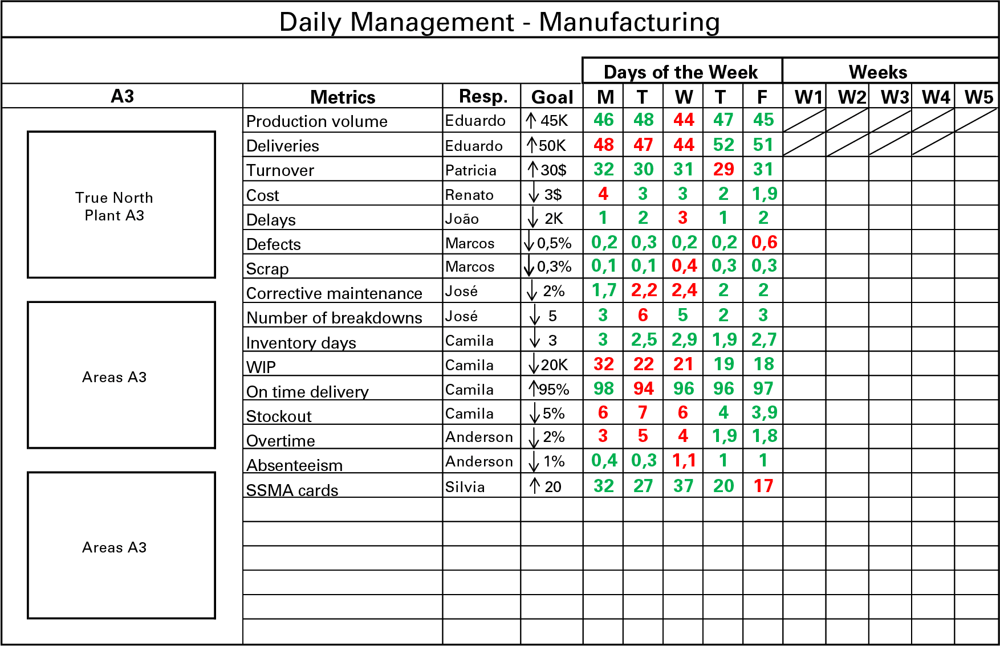 Daily Management - Manufacturing
Days of the Week Weeks
A3 Metrics Resp. Goal M T W T F W1 W2 W3 W4 W5
Production volume Eduardo ↑ 45K 46 48 44 47 45
Deliveries Eduardo ↑ 50K 48 47 44 52 51
Turnover Patricia ↑ 30$ 32 30 31 29 31
Cost Renato ↓ 3$ 4 3 3 2 1,9
Delays João ↓ 2K 1 2 3 1 2
Defects Marcos ↓ 0,5% 0,2 0,3 0,2 0,2 0,6
Scrap Marcos ↓ 0,3% 0,1 0,1 0,4 0,3 0,3
Corrective maintenance José ↓ 2% 1,7 2,2 2,4 2 2
Number of breakdowns José ↓ 5 3 6 5 2 3
Inventory days Camila ↓ 3 3 2,5 2,9 1,9 2,7
WIP Camila ↓ 20K 32 22 21 19 18
On time delivery Camila ↑ 95% 98 94 96 96 97
Stockout Camila ↓ 5% 6 7 6 4 3,9
Overtime Anderson ↓ 2% 3 5 4 1,9 1,8
Absenteeism Anderson ↓ 1% 0,4 0,3 1,1 1 1
SSMA cards Silvia ↑ 20 32 27 37 20 17
True North
Plant A3
Areas A3
Areas A3